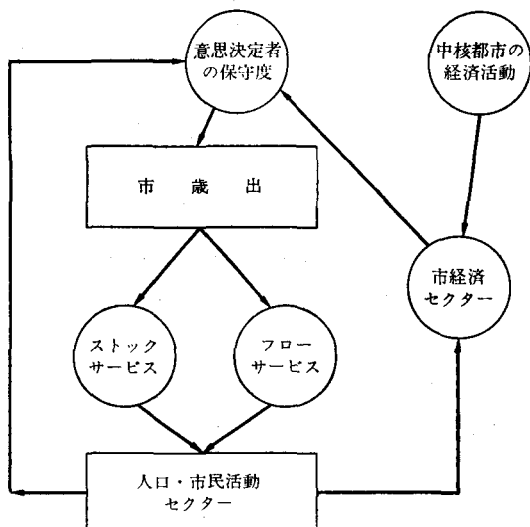 意思決定者
の保守度
中核都市の
経済活動
市歳出
市経済
セクター
ストック
サービス
フロー
サービス
人口・市民活動
セクター